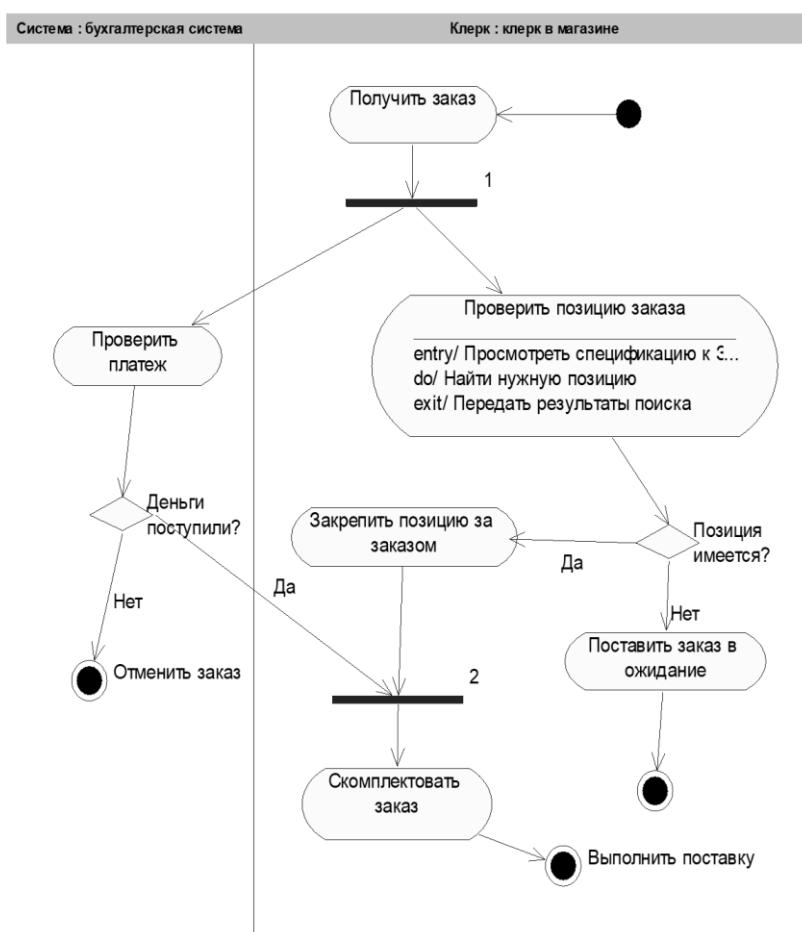 Система : бухгалтерская система
Клерк : клерк в магазине
Получить заказ
1
Проверить позицию заказа
entry/ Просмотреть спецификацию к З...
do/ Найти нужную позицию
exit/ Передать результаты поиска
Проверить
платеж
Деньги
поступили?
Закрепить позицию за
заказом
Позиция
имеется?
Да
Да
Нет
Нет
Поставить заказ в
ожидание
Отменить заказ
2
Скомплектовать
заказ
Выполнить поставку